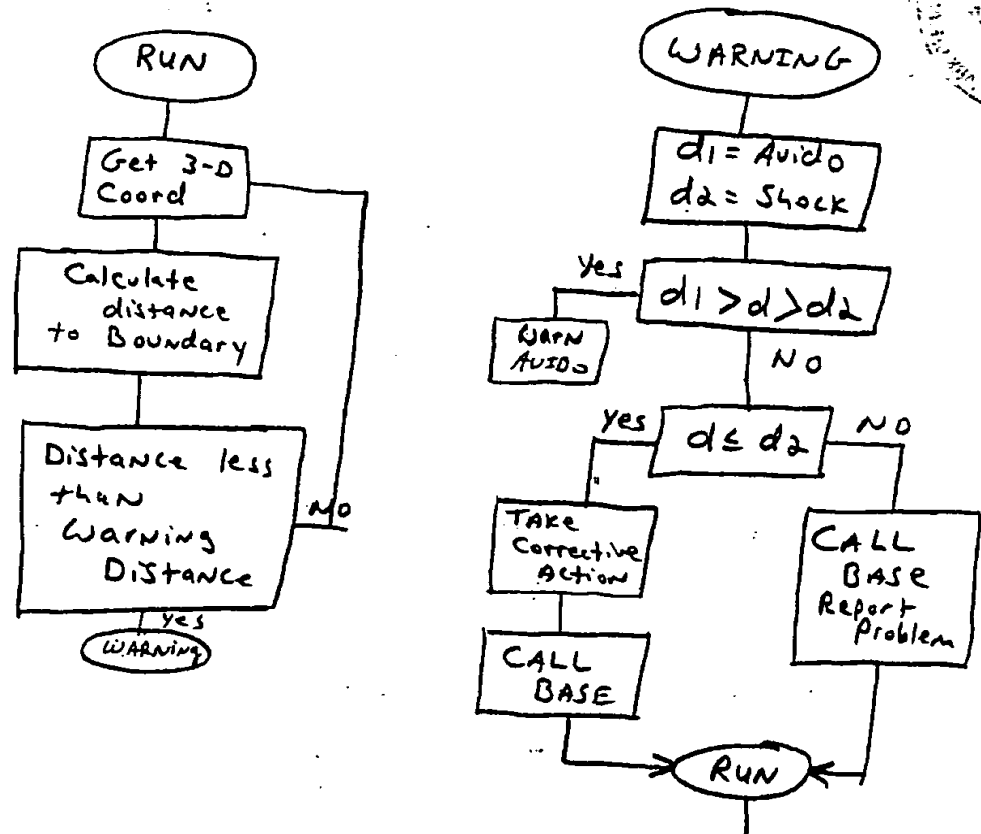 RUN
Get 3-D
Coord
Calculate
distance
to Boundary
Distance less
than
Warning
Distance
NO
Yes
WARNING
WARNING
d1 = AuidO
d2 = Shock
d1 > d > d2
Yes
WARN
AUIDO
NO
d ≤ d2
Yes
NO
TAKE
Corrective
Action
CALL
BASE
CALL
BASE
Report
Problem
RUN